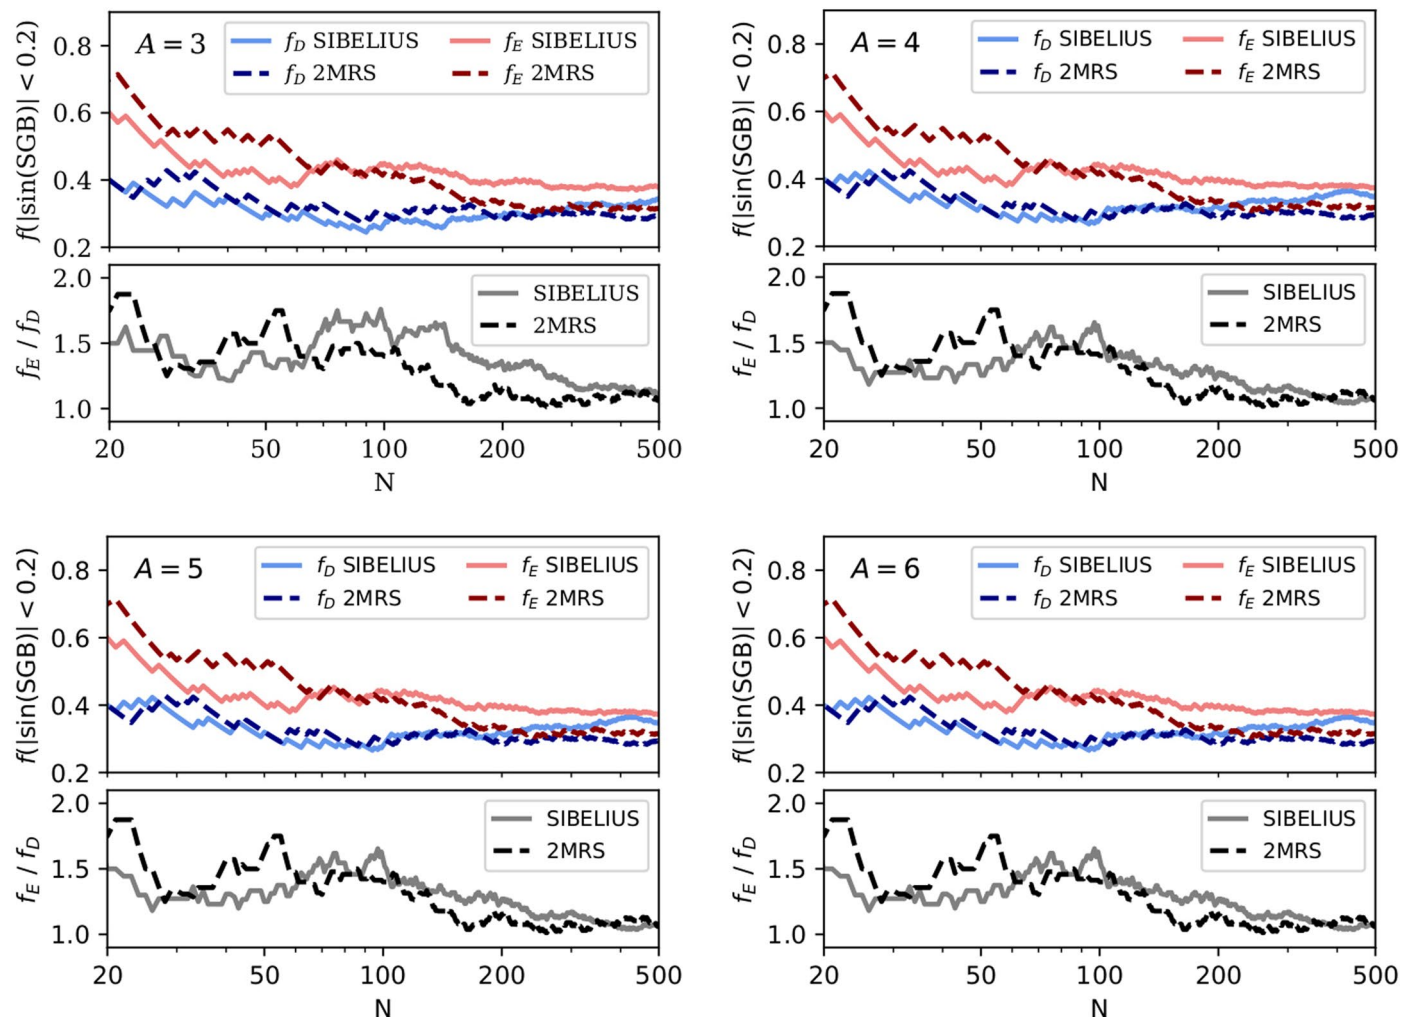 f(|sin(SGB)| < 0.2)
0.8
0.6
0.4
0.2
A = 3
f_D SIBELIUS
f_E SIBELIUS
f_D 2MRS
f_E 2MRS
f_E / f_D
2.0
1.5
1.0
SIBELIUS
2MRS
20
50
100
200
500
N
f(|sin(SGB)| < 0.2)
0.8
0.6
0.4
0.2
A = 4
f_D SIBELIUS
f_E SIBELIUS
f_D 2MRS
f_E 2MRS
f_E / f_D
2.0
1.5
1.0
SIBELIUS
2MRS
20
50
100
200
500
N
f(|sin(SGB)| < 0.2)
0.8
0.6
0.4
0.2
A = 5
f_D SIBELIUS
f_E SIBELIUS
f_D 2MRS
f_E 2MRS
f_E / f_D
2.0
1.5
1.0
SIBELIUS
2MRS
20
50
100
200
500
N
f(|sin(SGB)| < 0.2)
0.8
0.6
0.4
0.2
A = 6
f_D SIBELIUS
f_E SIBELIUS
f_D 2MRS
f_E 2MRS
f_E / f_D
2.0
1.5
1.0
SIBELIUS
2MRS
20
50
100
200
500
N